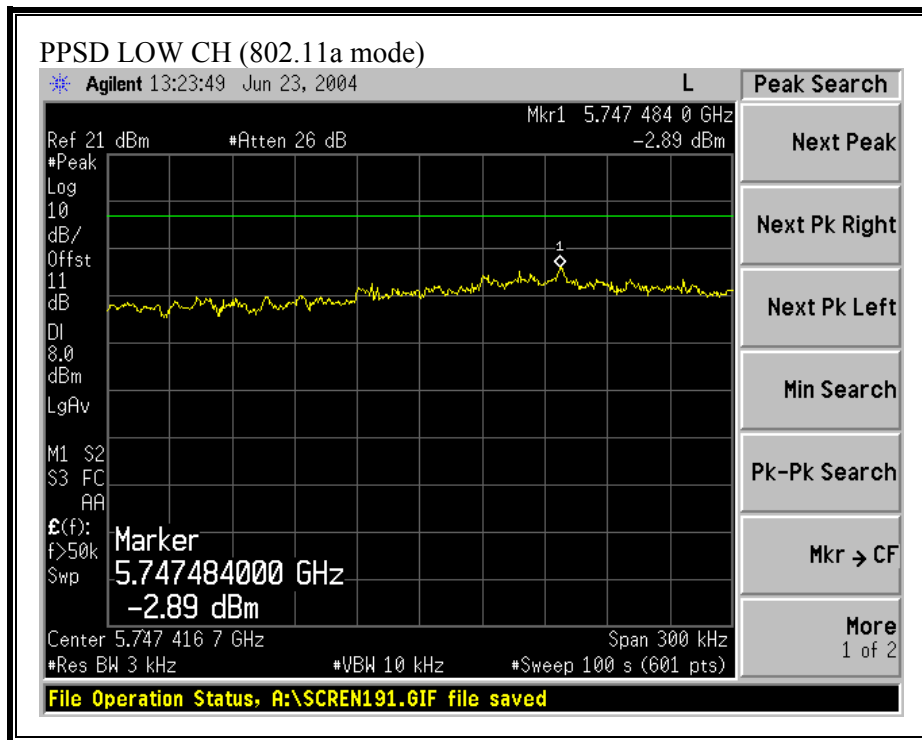 PPSD LOW CH (802.11a mode)
Agilent 13:23:49 Jun 23, 2004 L
Peak Search
Mkr1 5.747 484 0 GHz
Ref 21 dBm #Atten 26 dB -2.89 dBm
Next Peak
#Peak
Log
10
dB/
Offst
11
dB
DI
8.0
dBm
LgAv
M1 S2
S3 FC
AA
£(f):
f>50k
Swp
1
Next Pk Right
Next Pk Left
Min Search
Pk-Pk Search
Mkr → CF
More
1 of 2
Marker
5.747484000 GHz
-2.89 dBm
Center 5.747 416 7 GHz Span 300 kHz
#Res BW 3 kHz #VBW 10 kHz #Sweep 100 s (601 pts)
File Operation Status, A:\SCREN191.GIF file saved